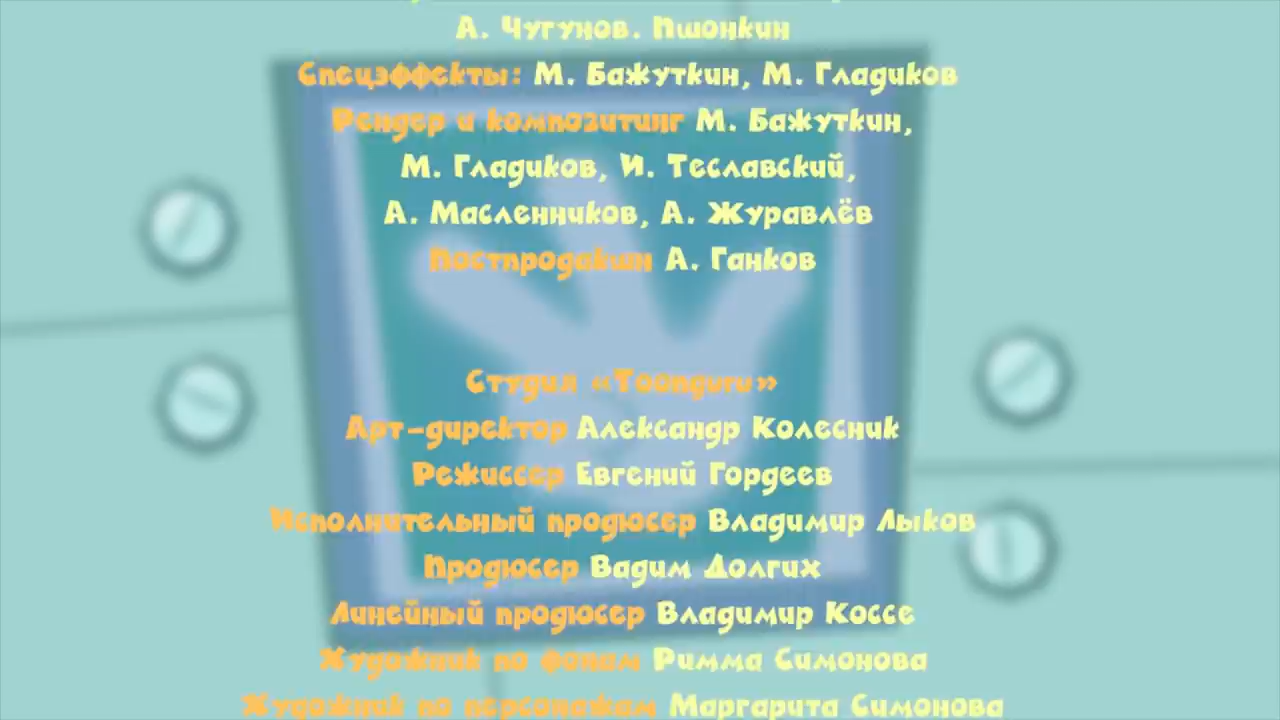 А. Чугунов. Пшонкин
Спецэффекты: М. Бажуткин, М. Гладиков
Рендер и композитинг М. Бажуткин,
М. Гладиков, И. Теславский,
А. Масленников, А. Журавлёв
Постпродакшн А. Ганков
Студия «Toonguru»
Арт-директор Александр Колесник
Режиссер Евгений Гордеев
Исполнительный продюсер Владимир Лыков
Продюсер Вадим Долгих
Линейный продюсер Владимир Коссе
Художник по фонам Римма Симонова
Художник по персонажам Маргарита Симонова